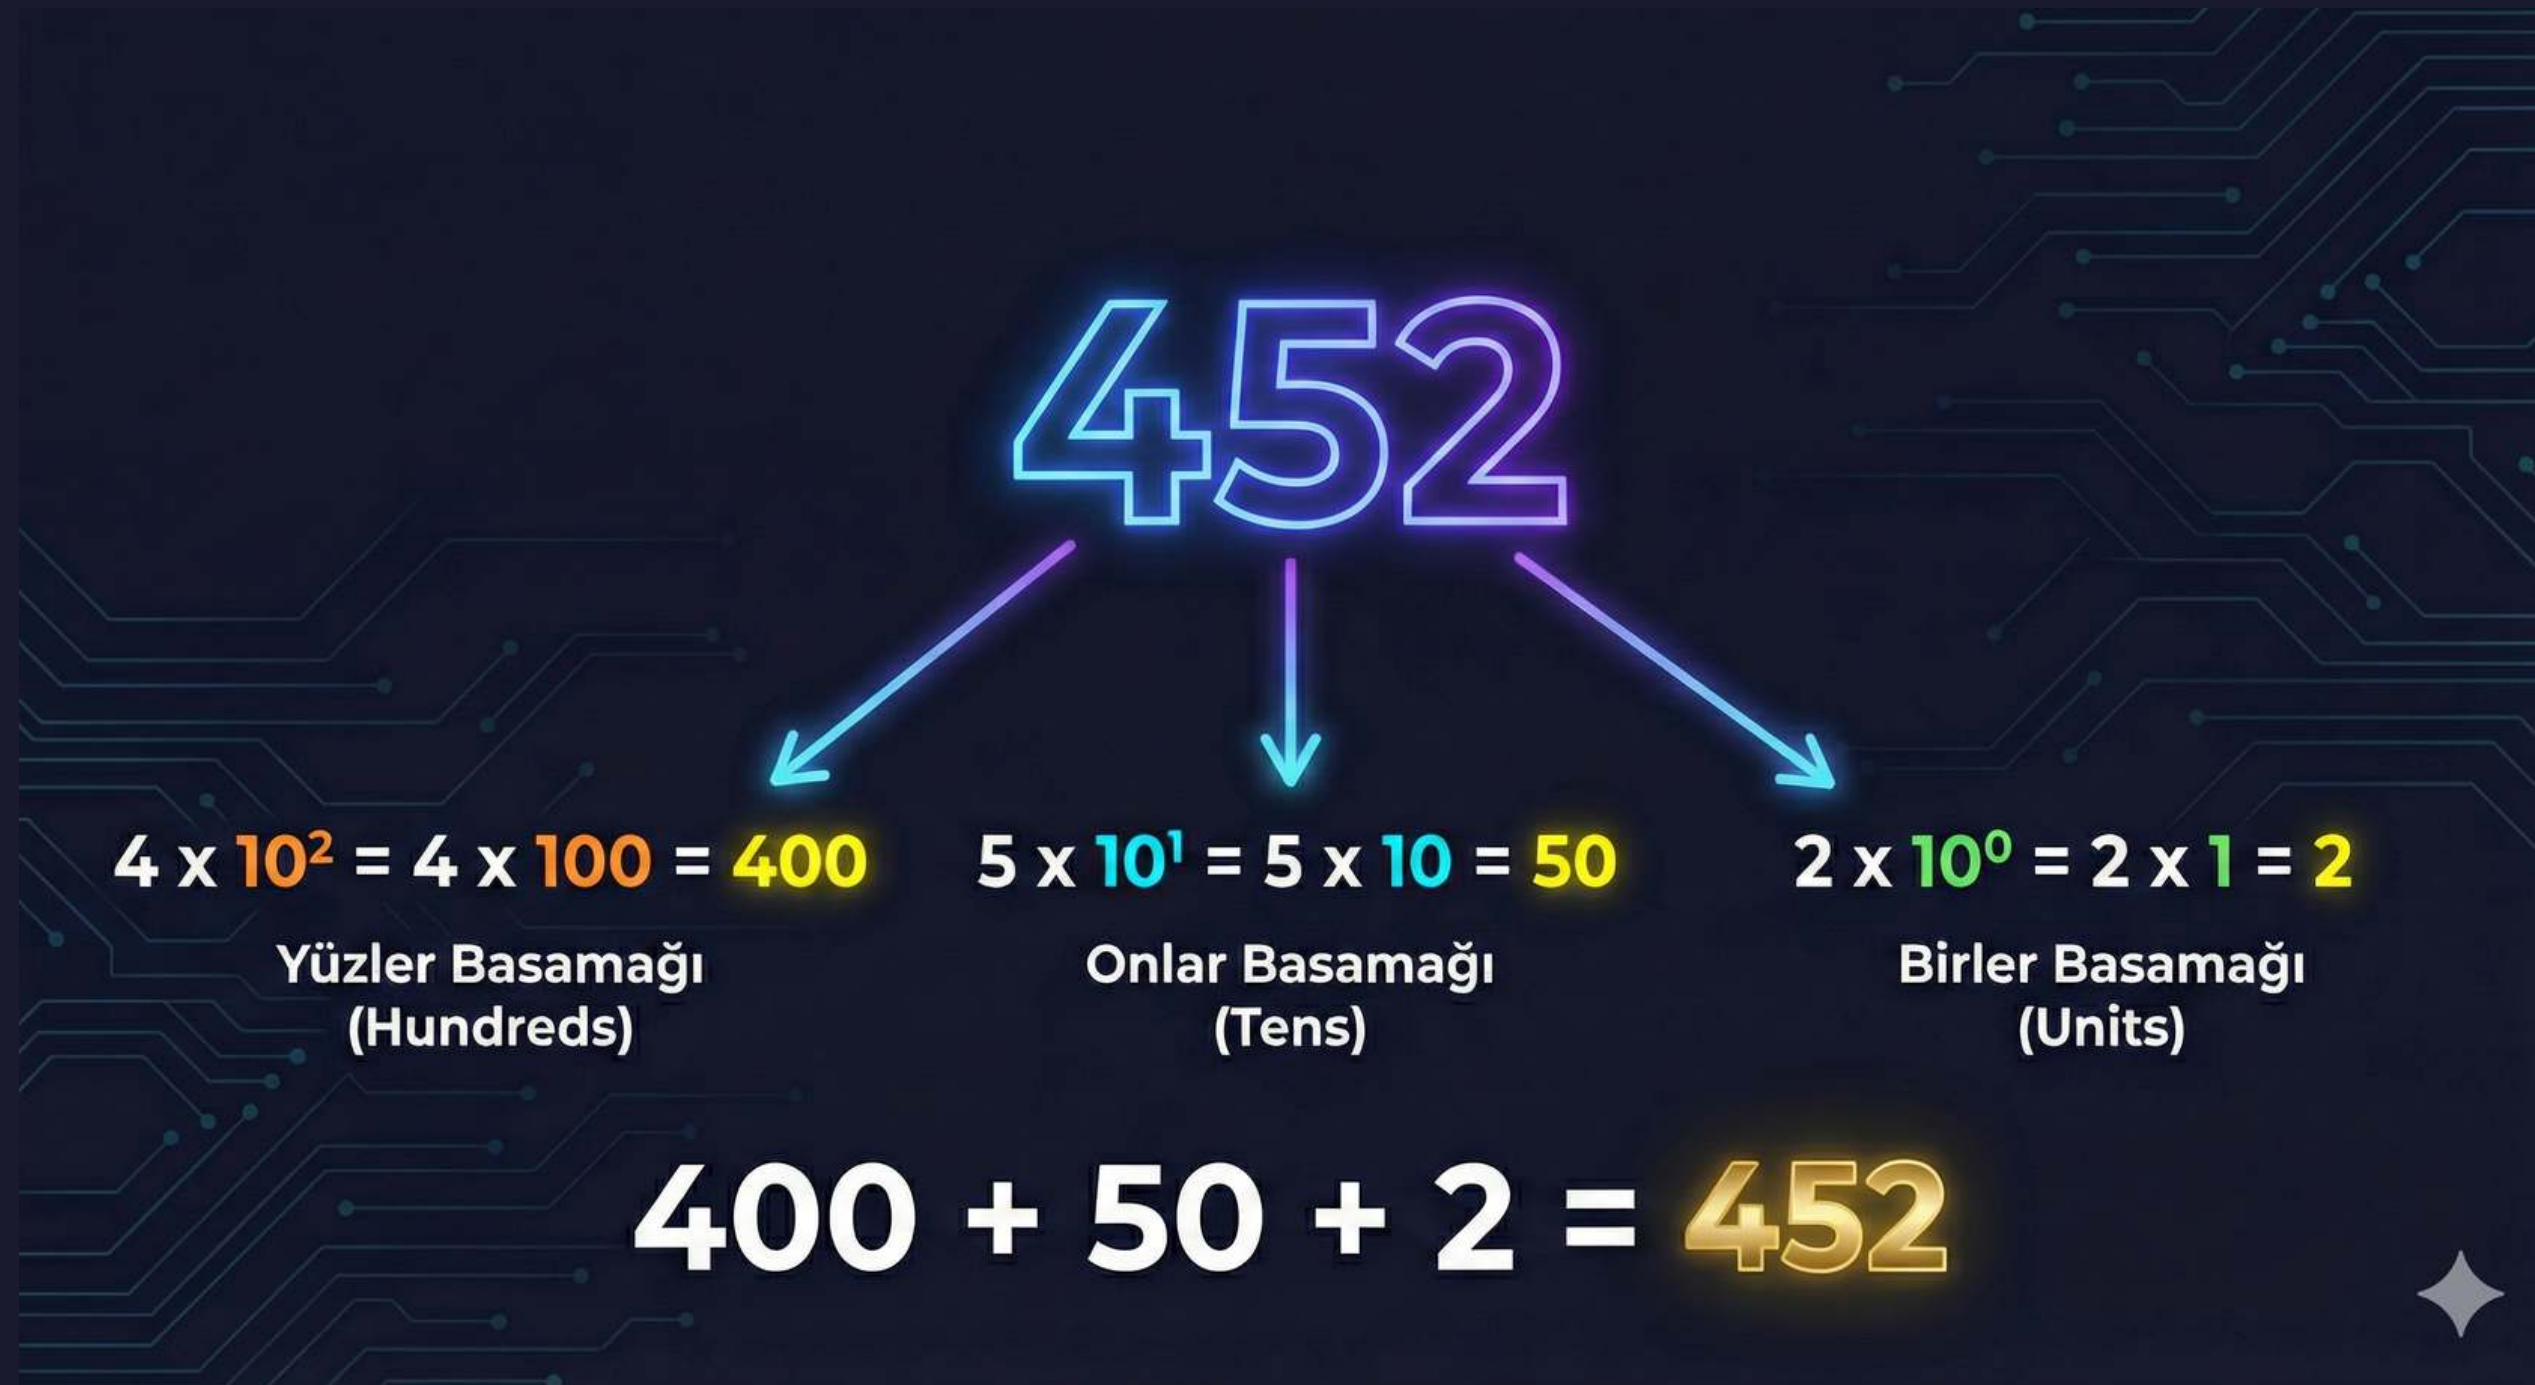 452
4 x 10² = 4 x 100 = 400
Yüzler Basamağı
(Hundreds)
5 x 10¹ = 5 x 10 = 50
Onlar Basamağı
(Tens)
2 x 10⁰ = 2 x 1 = 2
Birler Basamağı
(Units)
400 + 50 + 2 = 452